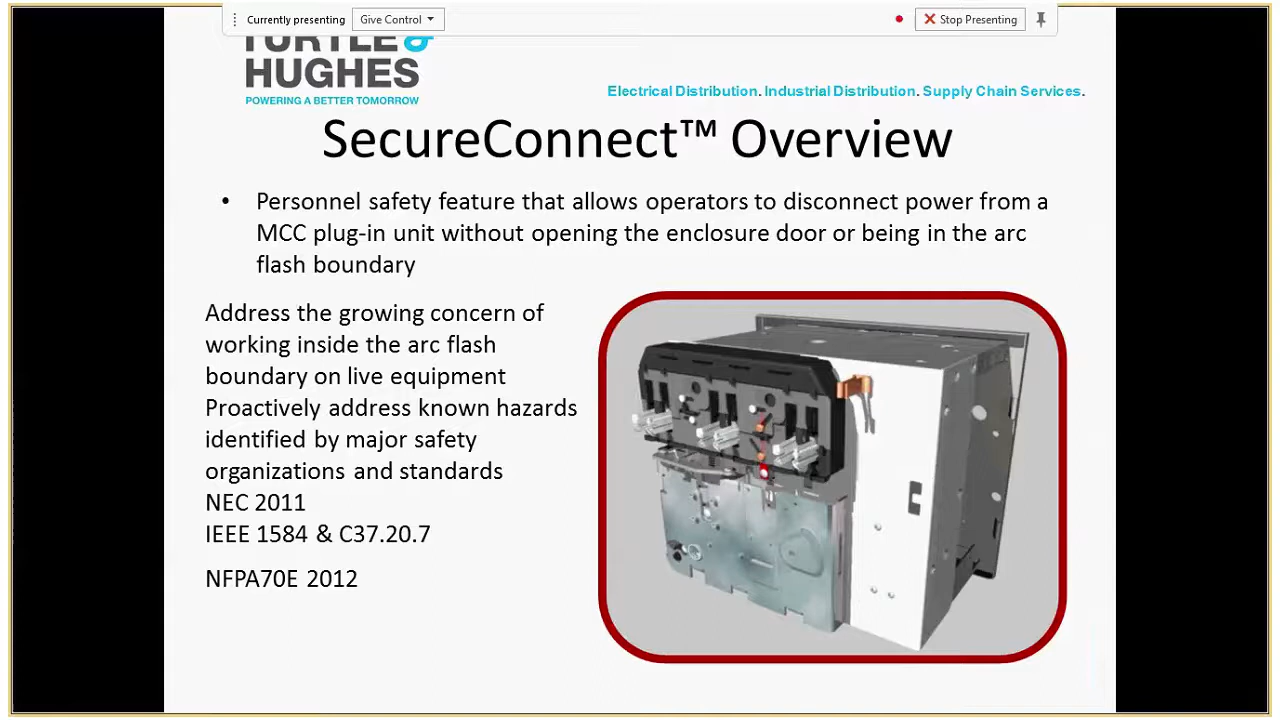 Currently presenting Give Control Stop Presenting
TURTLE &
HUGHES
POWERING A BETTER TOMORROW
Electrical Distribution. Industrial Distribution. Supply Chain Services.
SecureConnect™ Overview
• Personnel safety feature that allows operators to disconnect power from a
MCC plug-in unit without opening the enclosure door or being in the arc
flash boundary
Address the growing concern of
working inside the arc flash
boundary on live equipment
Proactively address known hazards
identified by major safety
organizations and standards
NEC 2011
IEEE 1584 & C37.20.7
NFPA70E 2012